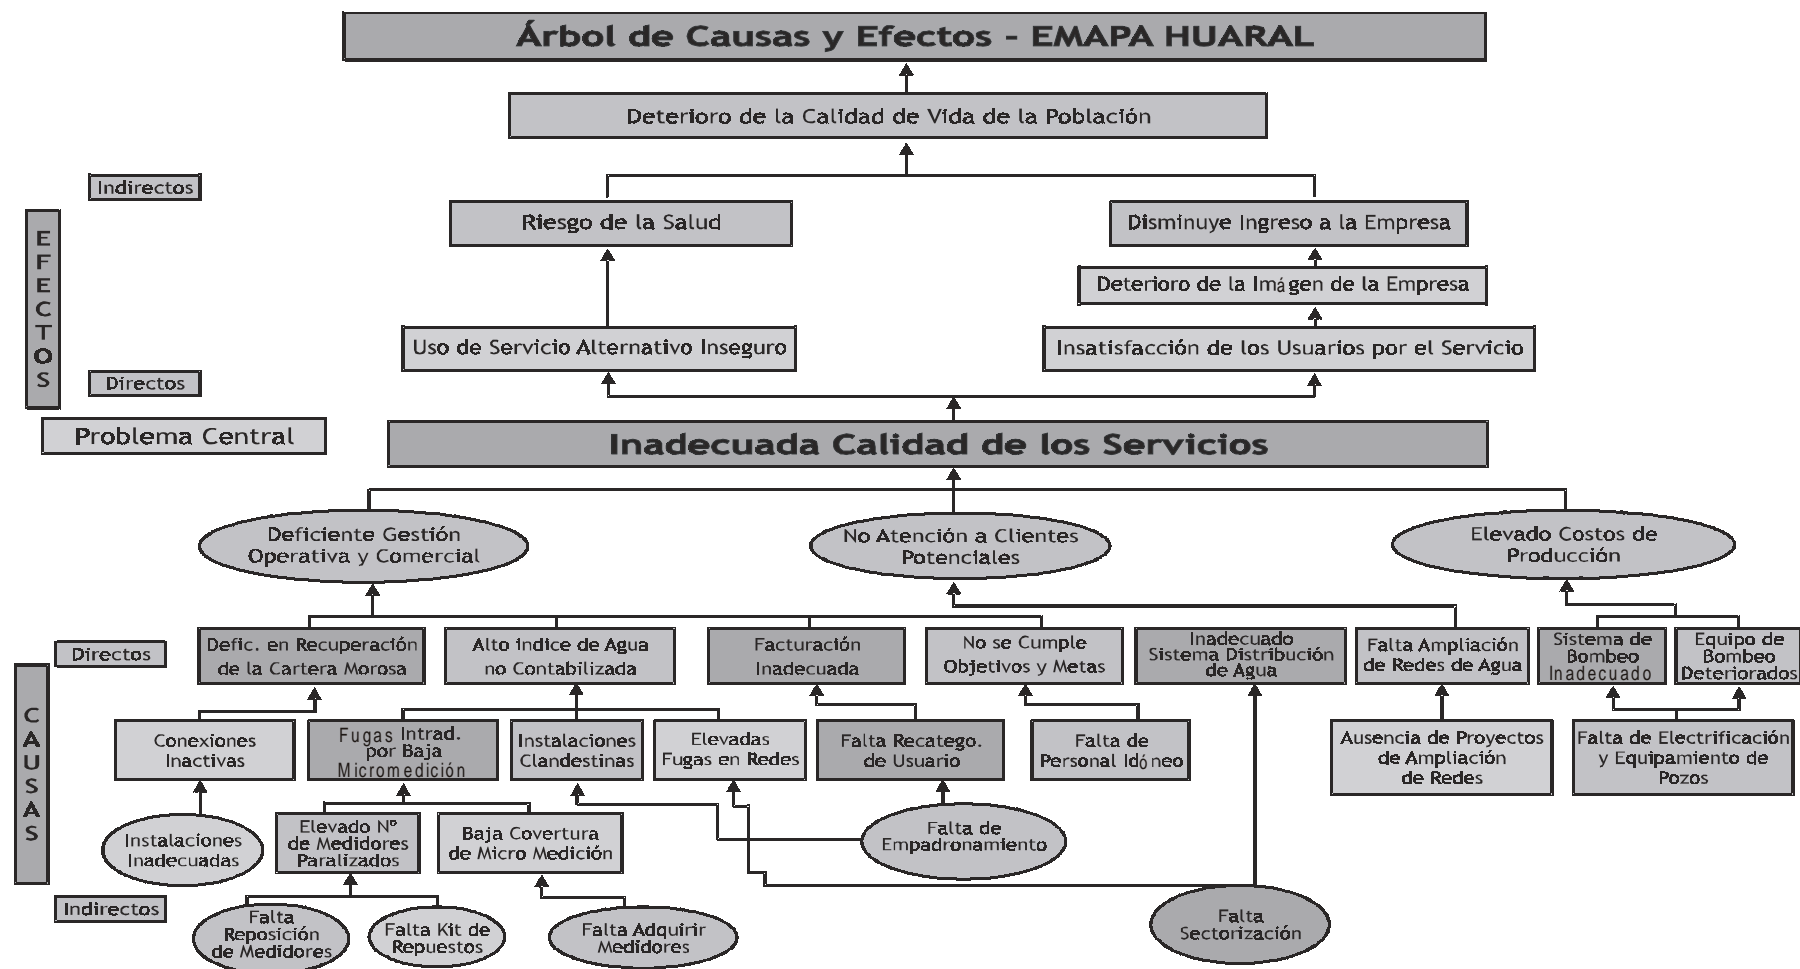 Árbol de Causas y Efectos - EMAPA HUARAL
Deterioro de la Calidad de Vida de la Población
Indirectos
Riesgo de la Salud
Disminuye Ingreso a la Empresa
EFECTOS
Deterioro de la Imágen de la Empresa
Uso de Servicio Alternativo Inseguro
Insatisfacción de los Usuarios por el Servicio
Directos
Problema Central
Inadecuada Calidad de los Servicios
Deficiente Gestión
Operativa y Comercial
No Atención a Clientes
Potenciales
Elevado Costos de
Producción
Directos
Defic. en Recuperación
de la Cartera Morosa
Alto indice de Agua
no Contabilizada
Facturación
Inadecuada
No se Cumple
Objetivos y Metas
Inadecuado
Sistema Distribución
de Agua
Falta Ampliación
de Redes de Agua
Sistema de
Bombeo
Inadecuado
Equipo de
Bombeo
Deteriorados
CAUSAS
Conexiones
Inactivas
Fugas Intrad.
por Baja
Micromedición
Instalaciones
Clandestinas
Elevadas
Fugas en Redes
Falta Recatego.
de Usuario
Falta de
Personal Idóneo
Ausencia de Proyectos
de Ampliación
de Redes
Falta de Electrificación
y Equipamiento de
Pozos
Instalaciones
Inadecuadas
Elevado Nº
de Medidores
Paralizados
Baja Covertura
de Micro Medición
Falta de
Empadronamiento
Indirectos
Falta
Reposición
de Medidores
Falta Kit de
Repuestos
Falta Adquirir
Medidores
Falta
Sectorización